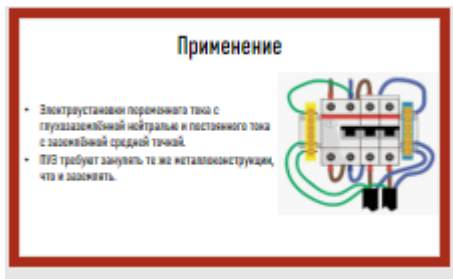 Применение
• Электроустановки переменного тока с
глухозаземлённой нейтралью и постоянного тока
с заземлённой средней точкой.
• ПУЭ требуют занулять те же металлоконструкции,
что и заземлять.